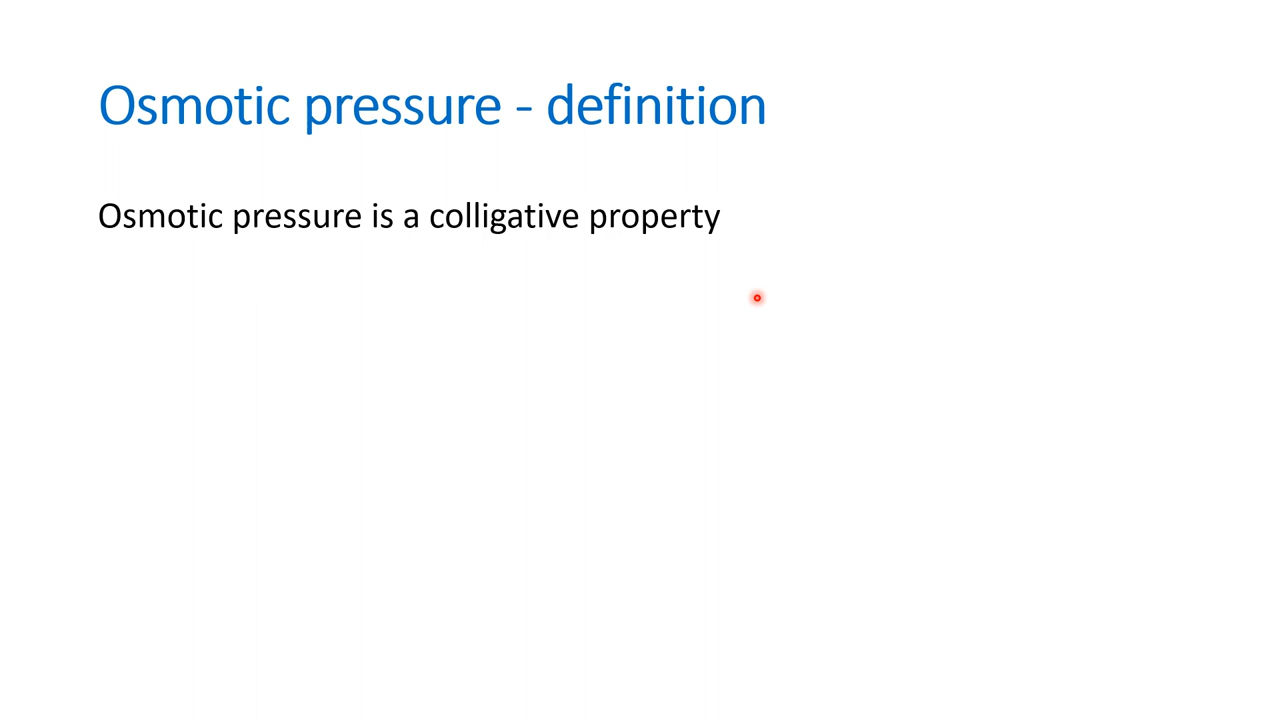 Osmotic pressure - definition
Osmotic pressure is a colligative property